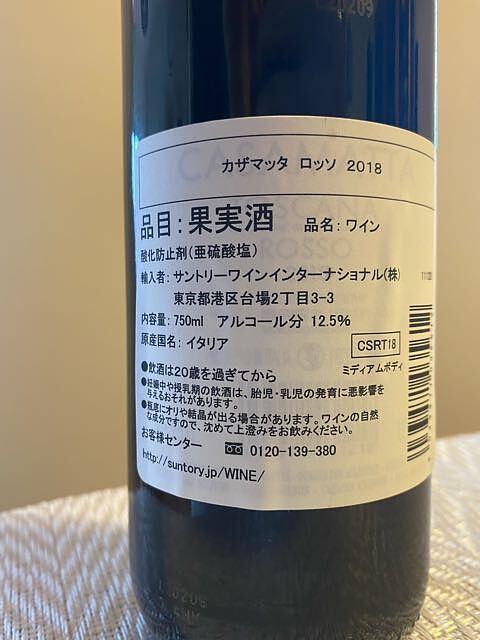 カザマッタ ロッソ 2018
品目:果実酒 品名:ワイン
酸化防止剤(亜硫酸塩)
輸入者:サントリーワインインターナショナル(株)
東京都港区台場2丁目3-3
内容量:750ml アルコール分 12.5%
原産国名:イタリア
CSRT18
ミディアムボディ
●飲酒は20歳を過ぎてから
●妊娠中や授乳期の飲酒は、胎児・乳児の発育に悪影響を
与えるおそれがあります。
●瓶底にオリや結晶が出る場合があります。ワインの自然
な成分ですので、沈めて上澄みをお飲みください。
お客様センター 0120-139-380
http://suntory.jp/WINE/